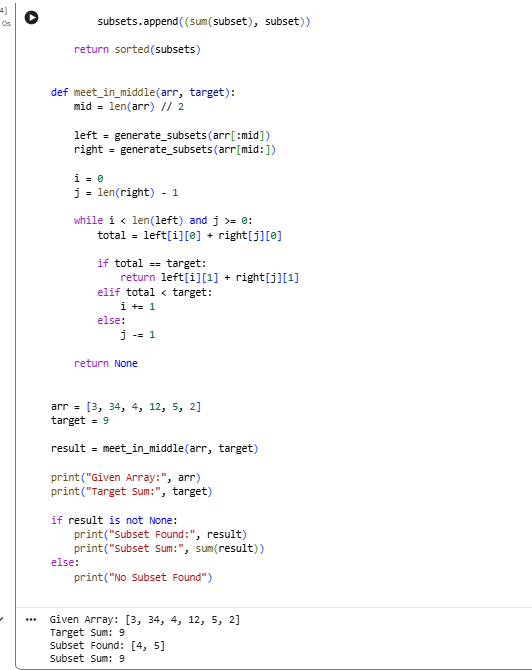 4]
0s
        subsets.append((sum(subset), subset))

    return sorted(subsets)


def meet_in_middle(arr, target):
    mid = len(arr) // 2

    left = generate_subsets(arr[:mid])
    right = generate_subsets(arr[mid:])

    i = 0
    j = len(right) - 1

    while i < len(left) and j >= 0:
        total = left[i][0] + right[j][0]

        if total == target:
            return left[i][1] + right[j][1]
        elif total < target:
            i += 1
        else:
            j -= 1

    return None


arr = [3, 34, 4, 12, 5, 2]
target = 9

result = meet_in_middle(arr, target)

print("Given Array:", arr)
print("Target Sum:", target)

if result is not None:
    print("Subset Found:", result)
    print("Subset Sum:", sum(result))
else:
    print("No Subset Found")

Given Array: [3, 34, 4, 12, 5, 2]
Target Sum: 9
Subset Found: [4, 5]
Subset Sum: 9